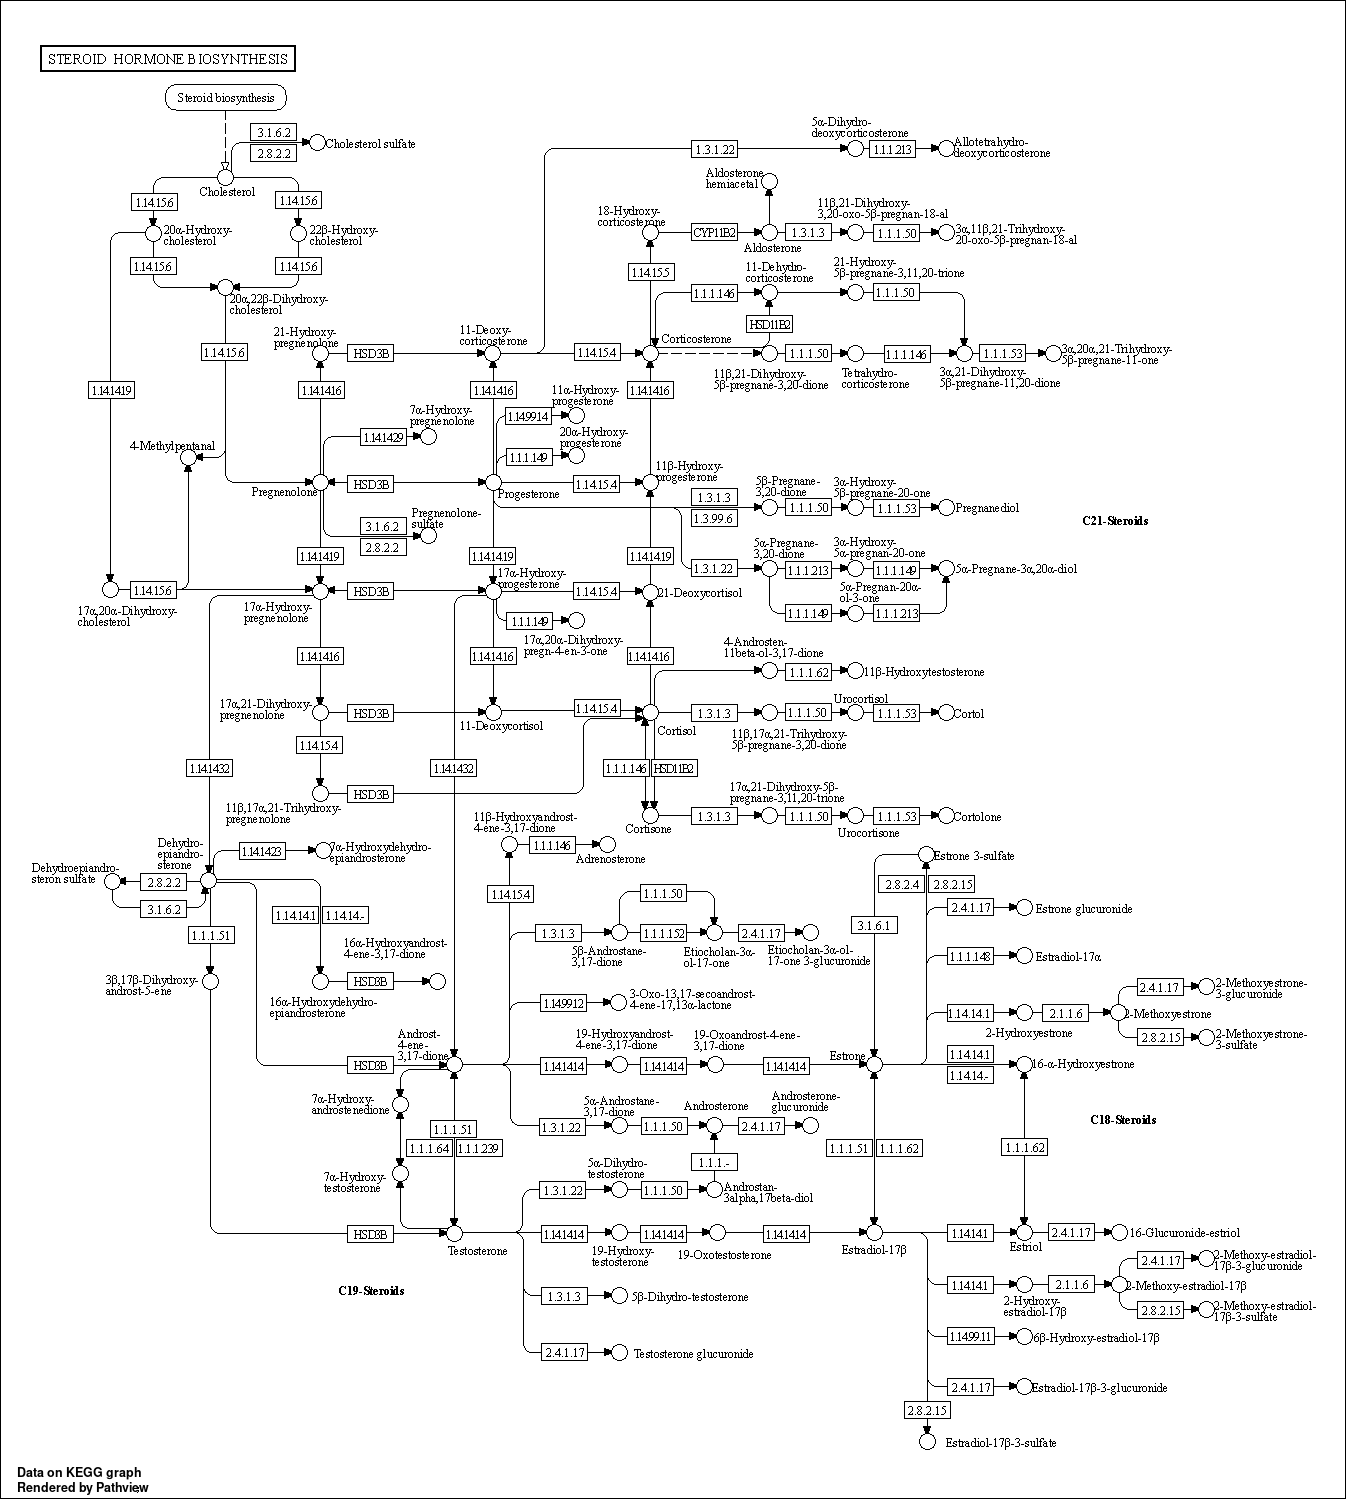 STEROID HORMONE BIOSYNTHESIS
Steroid biosynthesis
3.1.6.2
2.8.2.2
Cholesterol sulfate
Cholesterol
1.14.15.6
1.14.15.6
20α-Hydroxy-
cholesterol
22β-Hydroxy-
cholesterol
1.14.15.6
1.14.15.6
20α,22β-Dihydroxy-
cholesterol
1.14.15.6
1.14.14.19
4-Methylpentanal
1.14.15.6
17α,20α-Dihydroxy-
cholesterol
5α-Dihydro-
deoxycorticosterone
1.3.1.22
1.1.1.213
Allotetrahydro-
deoxycorticosterone
Aldosterone
hemiacetal
18-Hydroxy-
corticosterone
CYP11B2
Aldosterone
11β,21-Dihydroxy-
3,20-oxo-5β-pregnan-18-al
1.3.1.3
1.1.1.50
3α,11β,21-Trihydroxy-
20-oxo-5β-pregnan-18-al
1.14.15.5
11-Dehydro-
corticosterone
21-Hydroxy-
5β-pregnane-3,11,20-trione
1.1.1.146
1.1.1.50
HSD11B2
21-Hydroxy-
pregnenolone
HSD3B
11-Deoxy-
corticosterone
1.14.15.4
Corticosterone
11β,21-Dihydroxy-
5β-pregnane-3,20-dione
1.1.1.50
Tetrahydro-
corticosterone
1.1.1.146
3α,21-Dihydroxy-
5β-pregnane-11,20-dione
1.1.1.53
3α,20α,21-Trihydroxy-
5β-pregnane-11-one
1.14.14.16
1.14.14.16
1.14.14.16
7α-Hydroxy-
pregnenolone
1.14.14.29
11α-Hydroxy-
progesterone
1.14.99.14
20α-Hydroxy-
progesterone
1.1.1.149
Pregnenolone
HSD3B
Progesterone
1.14.15.4
11β-Hydroxy-
progesterone
Pregnenolone-
sulfate
3.1.6.2
2.8.2.2
1.3.1.3
1.3.99.6
5β-Pregnane-
3,20-dione
1.1.1.50
3α-Hydroxy-
5β-pregnane-20-one
1.1.1.53
Pregnanediol
C21-Steroids
1.14.14.19
1.14.14.19
1.14.14.19
1.3.1.22
5α-Pregnane-
3,20-dione
1.1.1.213
3α-Hydroxy-
5α-pregnan-20-one
1.1.1.149
5α-Pregnane-3α,20α-diol
1.1.1.149
5α-Pregnan-20α-
ol-3-one
1.1.1.213
17α-Hydroxy-
pregnenolone
HSD3B
17α-Hydroxy-
progesterone
1.14.15.4
21-Deoxycortisol
1.1.1.149
17α,20α-Dihydroxy-
pregn-4-en-3-one
1.14.14.16
1.14.14.16
1.14.14.16
4-Androsten-
11beta-ol-3,17-dione
1.1.1.62
11β-Hydroxytestosterone
17α,21-Dihydroxy-
pregnenolone
HSD3B
11-Deoxycortisol
1.14.15.4
Cortisol
1.3.1.3
11β,17α,21-Trihydroxy-
5β-pregnane-3,20-dione
1.1.1.50
Urocortisol
1.1.1.53
Cortol
1.14.15.4
1.14.14.32
1.14.14.32
1.1.1.146
HSD11B2
11β,17α,21-Trihydroxy-
pregnenolone
HSD3B
Cortisone
1.3.1.3
17α,21-Dihydroxy-5β-
pregnane-3,11,20-trione
1.1.1.50
Urocortisone
1.1.1.53
Cortolone
Dehydro-
epiandro-
sterone
1.14.14.23
7α-Hydroxydehydro-
epiandrosterone
Dehydroepiandro-
steron sulfate
2.8.2.2
3.1.6.2
1.1.1.51
1.14.14.1
1.14.14.-
16α-Hydroxyandrost-
4-ene-3,17-dione
HSD3B
16α-Hydroxydehydro-
epiandrosterone
3β,17β-Dihydroxy-
androst-5-ene
11β-Hydroxyandrost-
4-ene-3,17-dione
1.1.1.146
Adrenosterone
1.14.15.4
1.1.1.50
1.3.1.3
5β-Androstane-
3,17-dione
1.1.1.152
Etiocholan-3α-
ol-17-one
2.4.1.17
Etiocholan-3α-ol-
17-one 3-glucuronide
1.14.99.12
3-Oxo-13,17-secoandrost-
4-ene-17,13α-lactone
HSD3B
Androst-
4-ene-
3,17-dione
1.14.14.14
19-Hydroxyandrost-
4-ene-3,17-dione
1.14.14.14
19-Oxoandrost-4-ene-
3,17-dione
1.14.14.14
Estrone
7α-Hydroxy-
androstenedione
1.3.1.22
5α-Androstane-
3,17-dione
1.1.1.50
Androsterone
2.4.1.17
Androsterone-
glucuronide
1.1.1.51
1.1.1.64
1.1.1.239
1.1.1.-
7α-Hydroxy-
testosterone
1.3.1.22
5α-Dihydro-
testosterone
1.1.1.50
Androstan-
3alpha,17beta-diol
HSD3B
Testosterone
1.14.14.14
19-Hydroxy-
testosterone
1.14.14.14
19-Oxotestosterone
1.14.14.14
Estradiol-17β
1.3.1.3
5β-Dihydro-testosterone
2.4.1.17
Testosterone glucuronide
C19-Steroids
Estrone 3-sulfate
2.8.2.4
2.8.2.15
3.1.6.1
2.4.1.17
Estrone glucuronide
1.1.1.148
Estradiol-17α
1.14.14.1
2-Hydroxyestrone
2.1.1.6
2-Methoxyestrone
2.4.1.17
2-Methoxyestrone-
3-glucuronide
2.8.2.15
2-Methoxyestrone-
3-sulfate
1.14.14.1
1.14.14.-
16-α-Hydroxyestrone
C18-Steroids
1.1.1.51
1.1.1.62
1.1.1.62
1.14.14.1
Estriol
2.4.1.17
16-Glucuronide-estriol
1.14.14.1
2-Hydroxy-
estradiol-17β
2.1.1.6
2-Methoxy-estradiol-17β
2.4.1.17
2-Methoxy-estradiol-
17β-3-glucuronide
2.8.2.15
2-Methoxy-estradiol-
17β-3-sulfate
1.14.99.11
6β-Hydroxy-estradiol-17β
2.4.1.17
Estradiol-17β-3-glucuronide
2.8.2.15
Estradiol-17β-3-sulfate
Data on KEGG graph
Rendered by Pathview